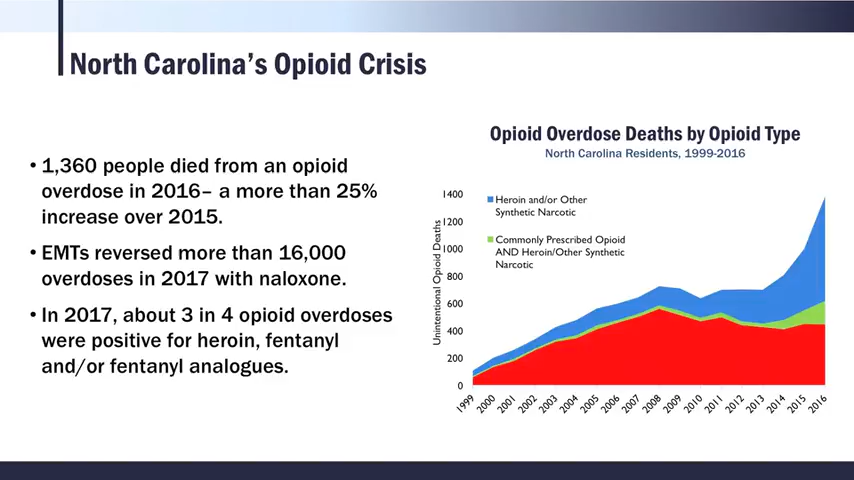 North Carolina's Opioid Crisis
• 1,360 people died from an opioid
overdose in 2016– a more than 25%
increase over 2015.
• EMTs reversed more than 16,000
overdoses in 2017 with naloxone.
• In 2017, about 3 in 4 opioid overdoses
were positive for heroin, fentanyl
and/or fentanyl analogues.
Opioid Overdose Deaths by Opioid Type
North Carolina Residents, 1999-2016
Unintentional Opioid Deaths
1400
1200
1000
800
600
400
200
0
Heroin and/or Other
Synthetic Narcotic
Commonly Prescribed Opioid
AND Heroin/Other Synthetic
Narcotic
1999
2000
2001
2002
2003
2004
2005
2006
2007
2008
2009
2010
2011
2012
2013
2014
2015
2016